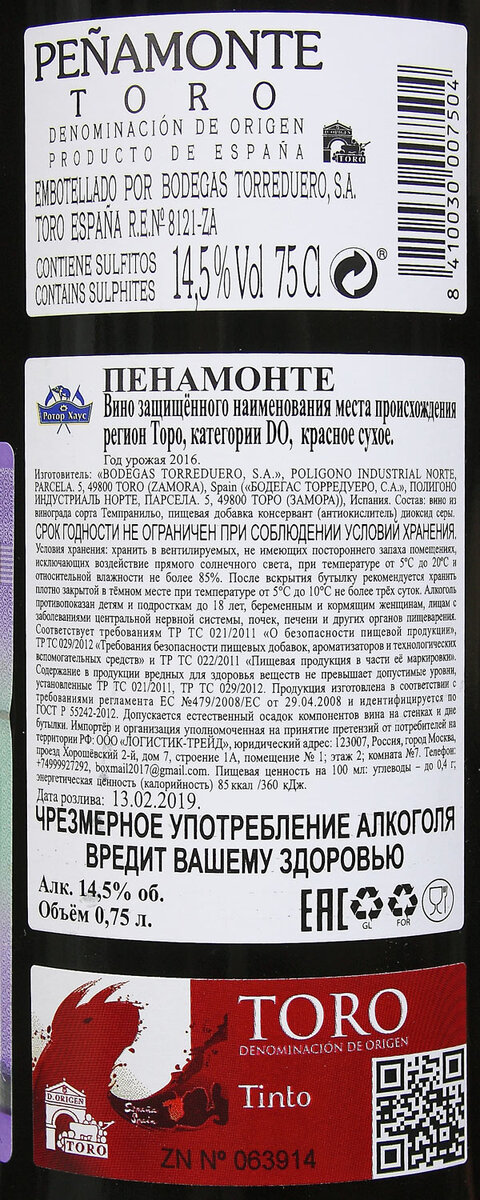 PEÑAMONTE
TORO
DENOMINACIÓN DE ORIGEN
PRODUCTO DE ESPAÑA
D. ORIGEN
TORO
EMBOTELLADO POR BODEGAS TORREDUERO, S.A.
TORO ESPAÑA R.E.Nº 8121-ZA
CONTIENE SULFITOS
CONTAINS SULPHITES
14,5% Vol 75 Cl
®
8 410030 007504
Ротор Хаус
ПЕНАМОНТЕ
Вино защищённого наименования места происхождения
регион Торо, категории DO, красное сухое.
Год урожая 2016.
Изготовитель: «BODEGAS TORREDUERO, S.A.», POLIGONO INDUSTRIAL NORTE,
PARCELA. 5, 49800 TORO (ZAMORA), Spain («БОДЕГАС ТОРРЕДУЕРО, С.А.», ПОЛИГОНО
ИНДУСТРИАЛЬ НОРТЕ, ПАРСЕЛА. 5, 49800 ТОРО (ЗАМОРА)), Испания. Состав: вино из
винограда сорта Темпранильо, пищевая добавка консервант (антиокислитель) диоксид серы.
СРОК ГОДНОСТИ НЕ ОГРАНИЧЕН ПРИ СОБЛЮДЕНИИ УСЛОВИЙ ХРАНЕНИЯ.
Условия хранения: хранить в вентилируемых, не имеющих постороннего запаха помещениях,
исключающих воздействие прямого солнечного света, при температуре от 5°C до 20°C и
относительной влажности не более 85%. После вскрытия бутылку рекомендуется хранить
плотно закрытой в тёмном месте при температуре от 5°C до 10°C не более трёх суток. Алкоголь
противопоказан детям и подросткам до 18 лет, беременным и кормящим женщинам, лицам с
заболеваниями центральной нервной системы, почек, печени и других органов пищеварения.
Соответствует требованиям ТР ТС 021/2011 «О безопасности пищевой продукции»,
ТР ТС 029/2012 «Требования безопасности пищевых добавок, ароматизаторов и технологических
вспомогательных средств» и ТР ТС 022/2011 «Пищевая продукция в части её маркировки».
Содержание в продукции вредных для здоровья веществ не превышает допустимые уровни,
установленные ТР ТС 021/2011, ТР ТС 029/2012. Продукция изготовлена в соответствии с
требованиями регламента ЕС №479/2008/ЕС от 29.04.2008 и идентифицируется по
ГОСТ Р 55242-2012. Допускается естественный осадок компонентов вина на стенках и дне
бутылки. Импортёр и организация уполномоченная на принятие претензий от потребителей на
территории РФ: ООО «ЛОГИСТИК-ТРЕЙД», юридический адрес: 123007, Россия, город Москва,
проезд Хорошёвский 2-й, дом 7, строение 1А, помещение № 1; этаж 2; комната №7. Телефон:
+74999927292, boxmail2017@gmail.com. Пищевая ценность на 100 мл: углеводы – до 0,4 г;
энергетическая ценность (калорийность) 85 ккал /360 кДж.
Дата розлива: 13.02.2019.
ЧРЕЗМЕРНОЕ УПОТРЕБЛЕНИЕ АЛКОГОЛЯ
ВРЕДИТ ВАШЕМУ ЗДОРОВЬЮ
Алк. 14,5% об.
Объём 0,75 л.
EAC
GL
FOR
TORO
DENOMINACIÓN DE ORIGEN
Tinto
España
Spain
D. ORIGEN
TORO
ZN Nº 063914